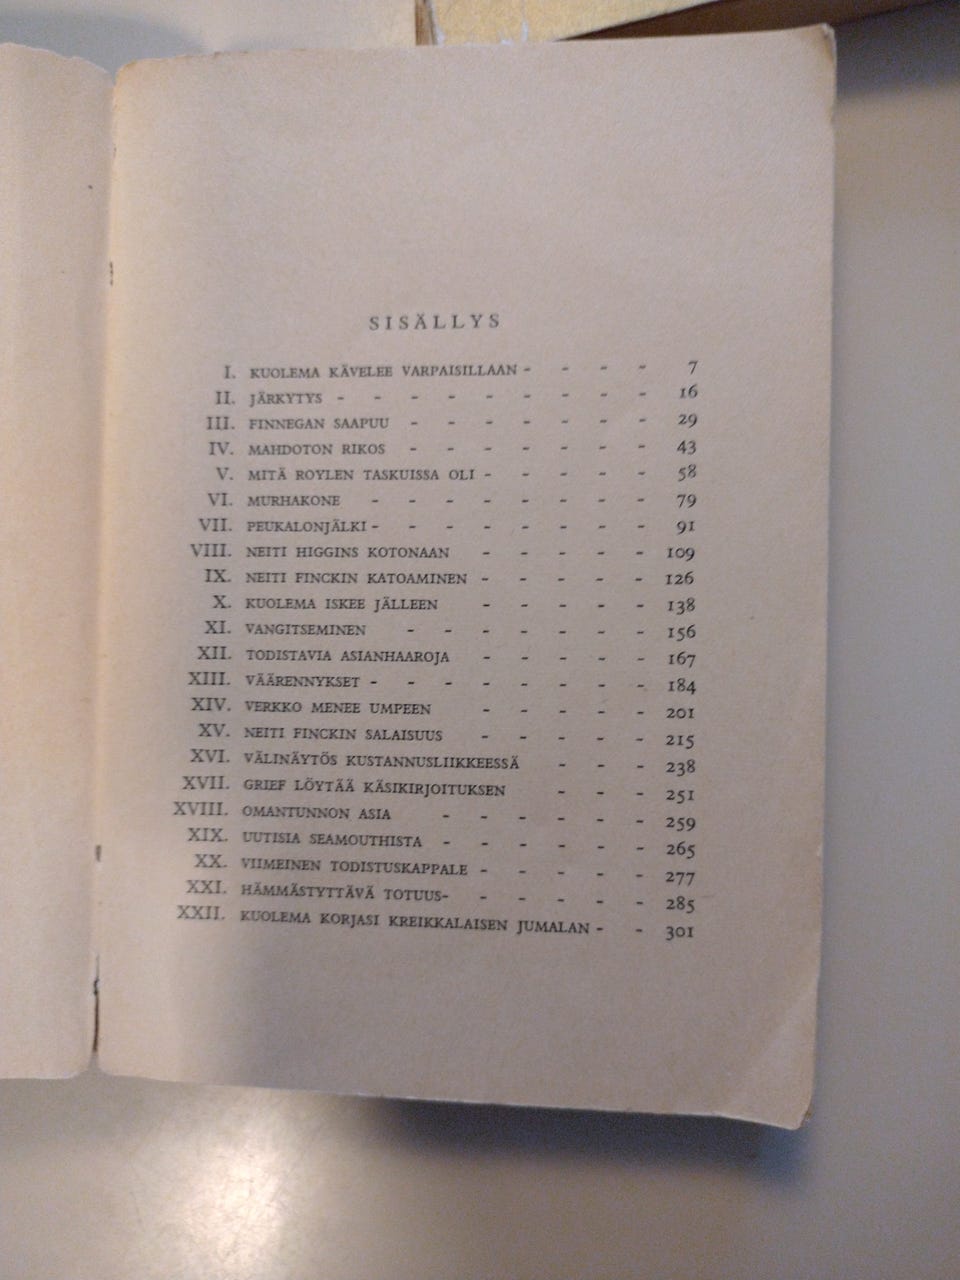 SISÄLLYS
I. KUOLEMA KÄVELEE VARPAISILLAAN - - - - 7
II. JÄRKYTYS - - - - - - - - - 16
III. FINNEGAN SAAPUU - - - - - - - 29
IV. MAHDOTON RIKOS - - - - - - - 43
V. MITÄ ROYLEN TASKUISSA OLI - - - - - 58
VI. MURHAKONE - - - - - - - - 79
VII. PEUKALONJÄLKI - - - - - - - - 91
VIII. NEITI HIGGINS KOTONAAN - - - - - 109
IX. NEITI FINCKIN KATOAMINEN - - - - - 126
X. KUOLEMA ISKEE JÄLLEEN - - - - - 138
XI. VANGITSEMINEN - - - - - - - 156
XII. TODISTAVIA ASIANHAAROJA - - - - - 167
XIII. VÄÄRENNYKSET - - - - - - - - 184
XIV. VERKKO MENEE UMPEEN - - - - - 201
XV. NEITI FINCKIN SALAISUUS - - - - - 215
XVI. VÄLINÄYTÖS KUSTANNUSLIIKKEESSÄ - - - 238
XVII. GRIEF LÖYTÄÄ KÄSIKIRJOITUKSEN - - - 251
XVIII. OMANTUNNON ASIA - - - - - - 259
XIX. UUTISIA SEAMOUTHISTA - - - - - - 265
XX. VIIMEINEN TODISTUSKAPPALE - - - - - 277
XXI. HÄMMÄSTYTTÄVÄ TOTUUS - - - - - - 285
XXII. KUOLEMA KORJASI KREIKKALAISEN JUMALAN - - 301